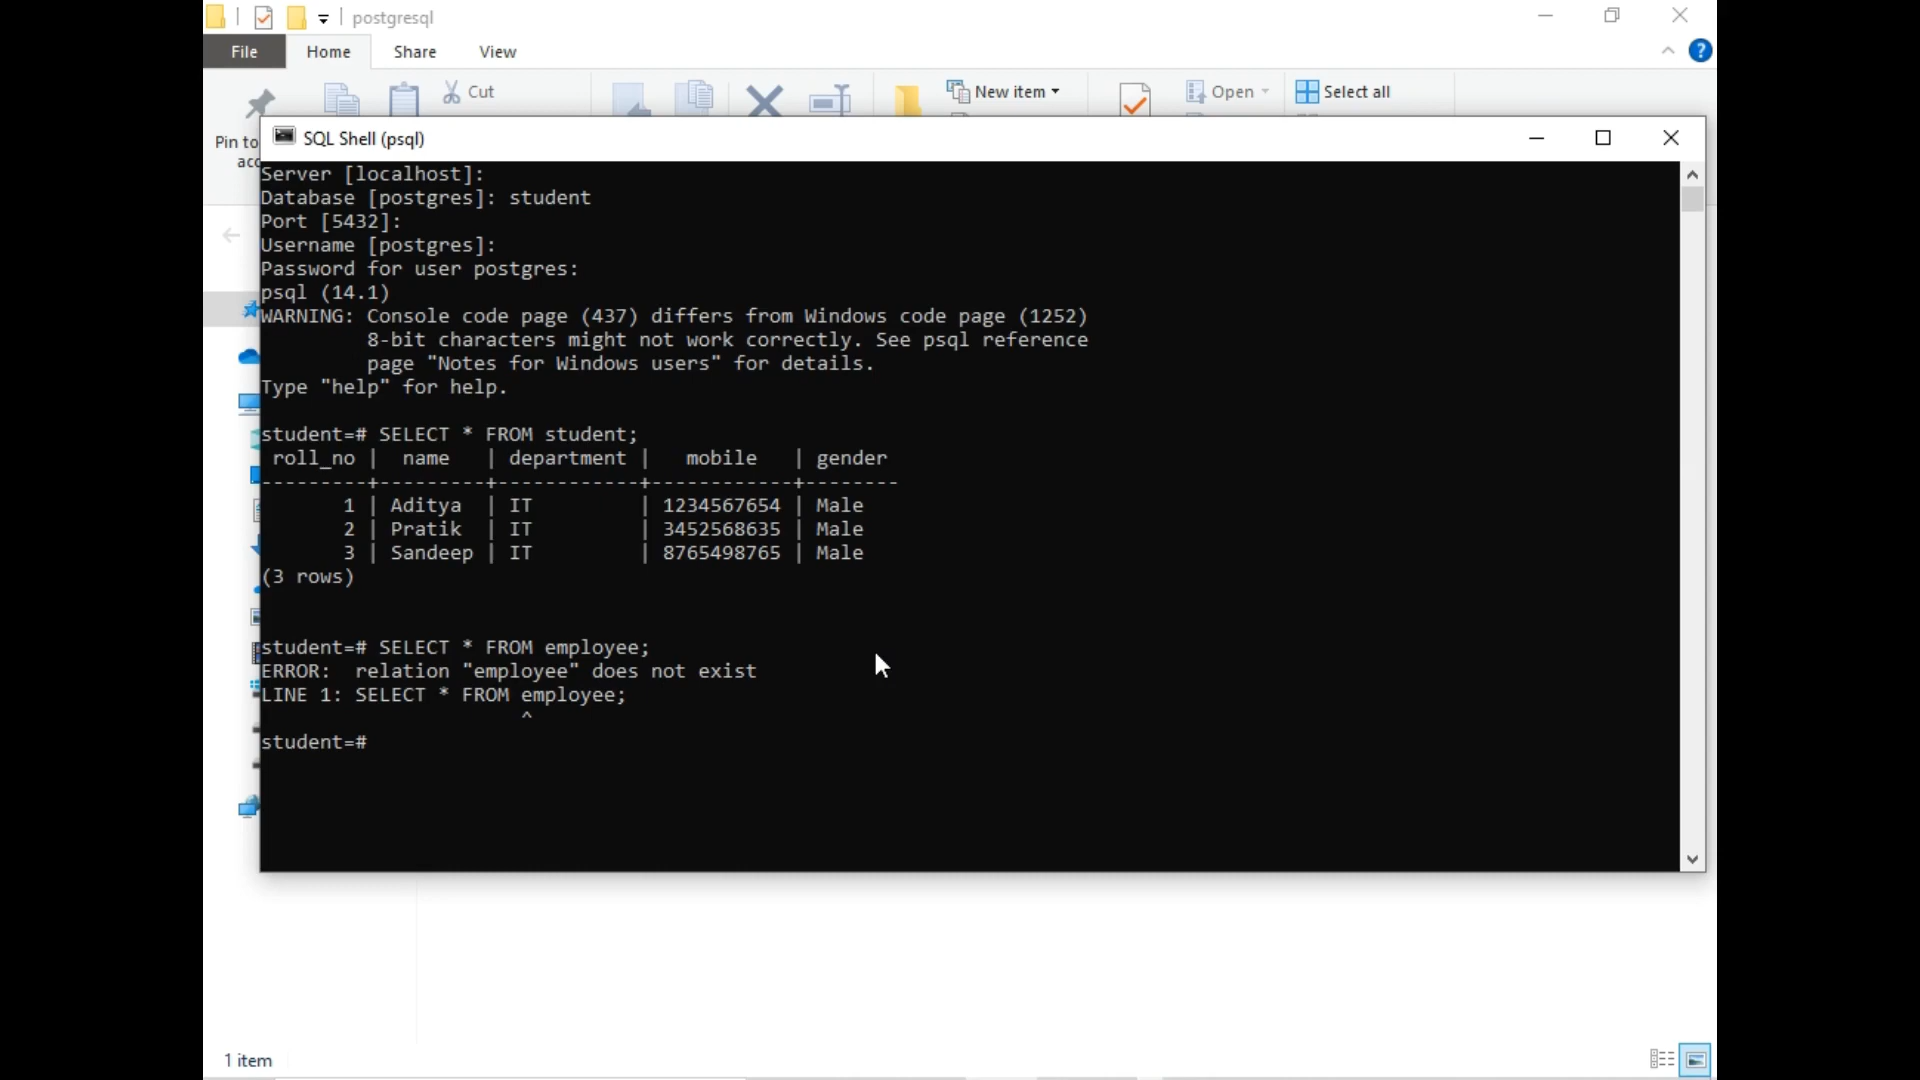 postgresql
File Home Share View
Cut New item Open Select all
Pin to
acc
SQL Shell (psql)
Server [localhost]:
Database [postgres]: student
Port [5432]:
Username [postgres]:
Password for user postgres:
psql (14.1)
WARNING: Console code page (437) differs from Windows code page (1252)
8-bit characters might not work correctly. See psql reference
page "Notes for Windows users" for details.
Type "help" for help.
student=# SELECT * FROM student;
roll_no | name | department | mobile | gender
---------+---------+------------+------------+--------
1 | Aditya | IT | 1234567654 | Male
2 | Pratik | IT | 3452568635 | Male
3 | Sandeep | IT | 8765498765 | Male
(3 rows)
student=# SELECT * FROM employee;
ERROR:  relation "employee" does not exist
LINE 1: SELECT * FROM employee;
^
student=#
1 item